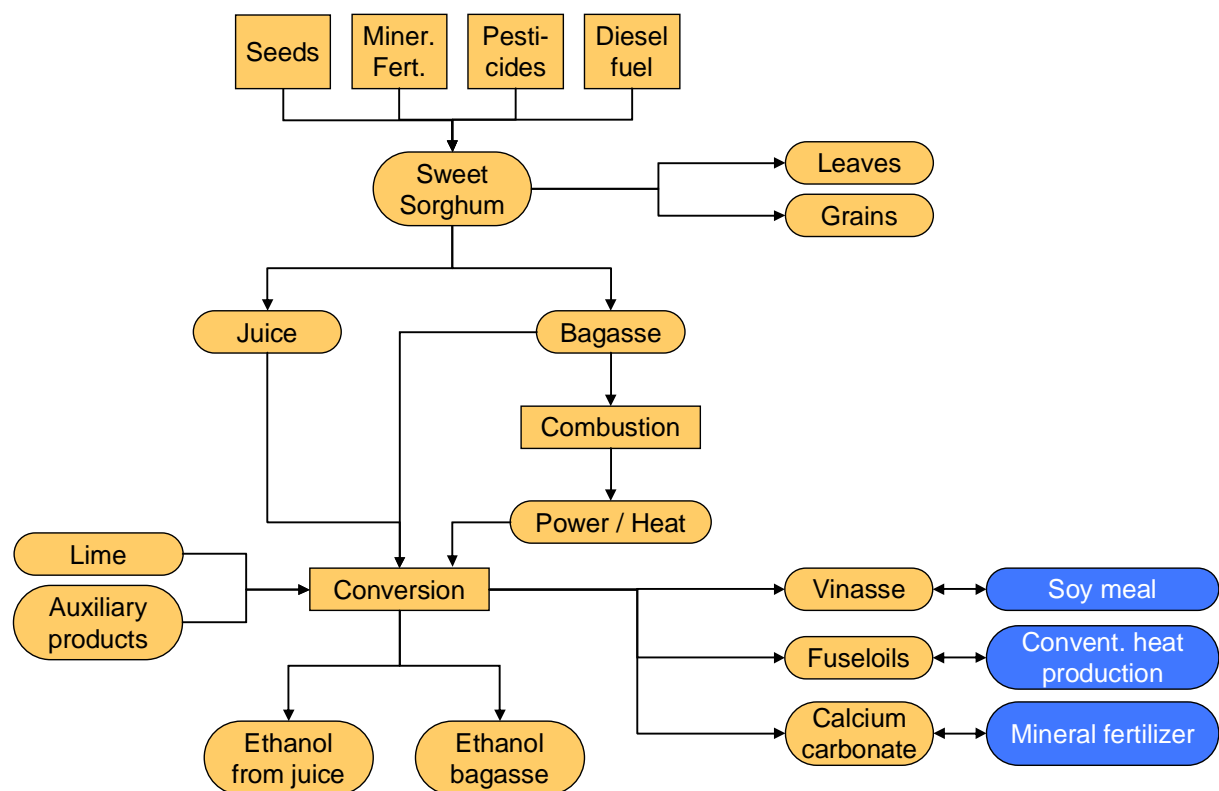 Seeds
Miner.
Fert.
Pesti-
cides
Diesel
fuel
Sweet
Sorghum
Leaves
Grains
Juice
Bagasse
Combustion
Power / Heat
Lime
Auxiliary
products
Conversion
Vinasse
Soy meal
Fuseloils
Convent. heat
production
Calcium
carbonate
Mineral fertilizer
Ethanol
from juice
Ethanol
bagasse